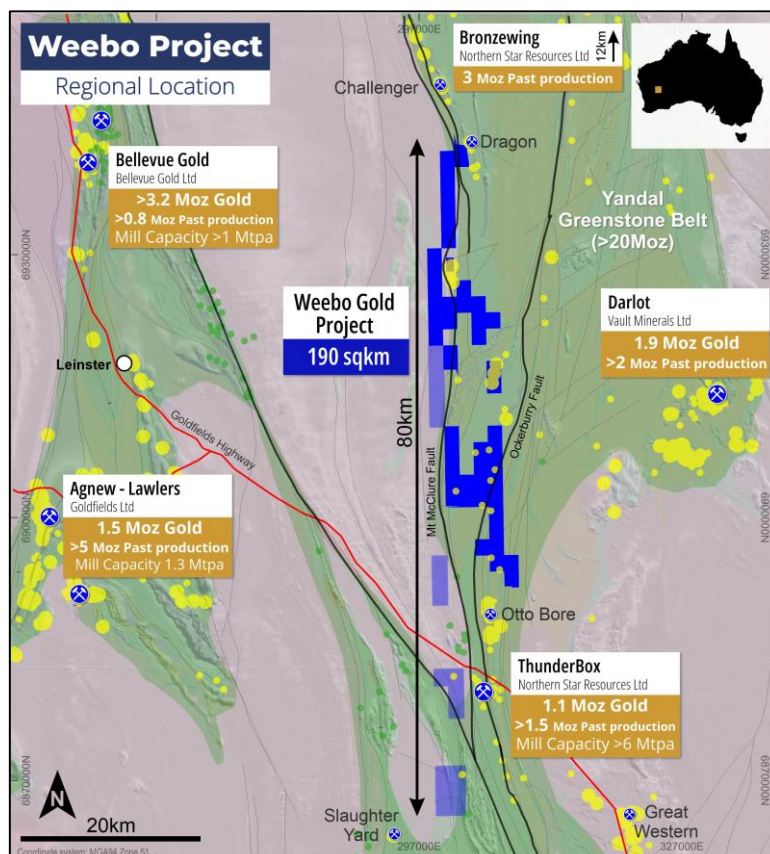 Weebo Project
Regional Location
297000E
Bronzewing
Northern Star Resources Ltd
3 Moz Past production
12km
Challenger
Dragon
Bellevue Gold
Bellevue Gold Ltd
>3.2 Moz Gold
>0.8 Moz Past production
Mill Capacity >1 Mtpa
Yandal
Greenstone Belt
(>20Moz)
6930000N
Weebo Gold
Project
190 sqkm
80km
Darlot
Vault Minerals Ltd
1.9 Moz Gold
>2 Moz Past production
Leinster
Goldfields Highway
Mt McClure Fault
Ockerburry Fault
Agnew - Lawlers
Goldfields Ltd
1.5 Moz Gold
>5 Moz Past production
Mill Capacity 1.3 Mtpa
6900000N
6900000N
Otto Bore
ThunderBox
Northern Star Resources Ltd
1.1 Moz Gold
>1.5 Moz Past production
Mill Capacity >6 Mtpa
6870000N
6870000N
N
20km
Slaughter
Yard
Great
Western
297000E
327000E
Coordinate system: MGA94 Zone 51